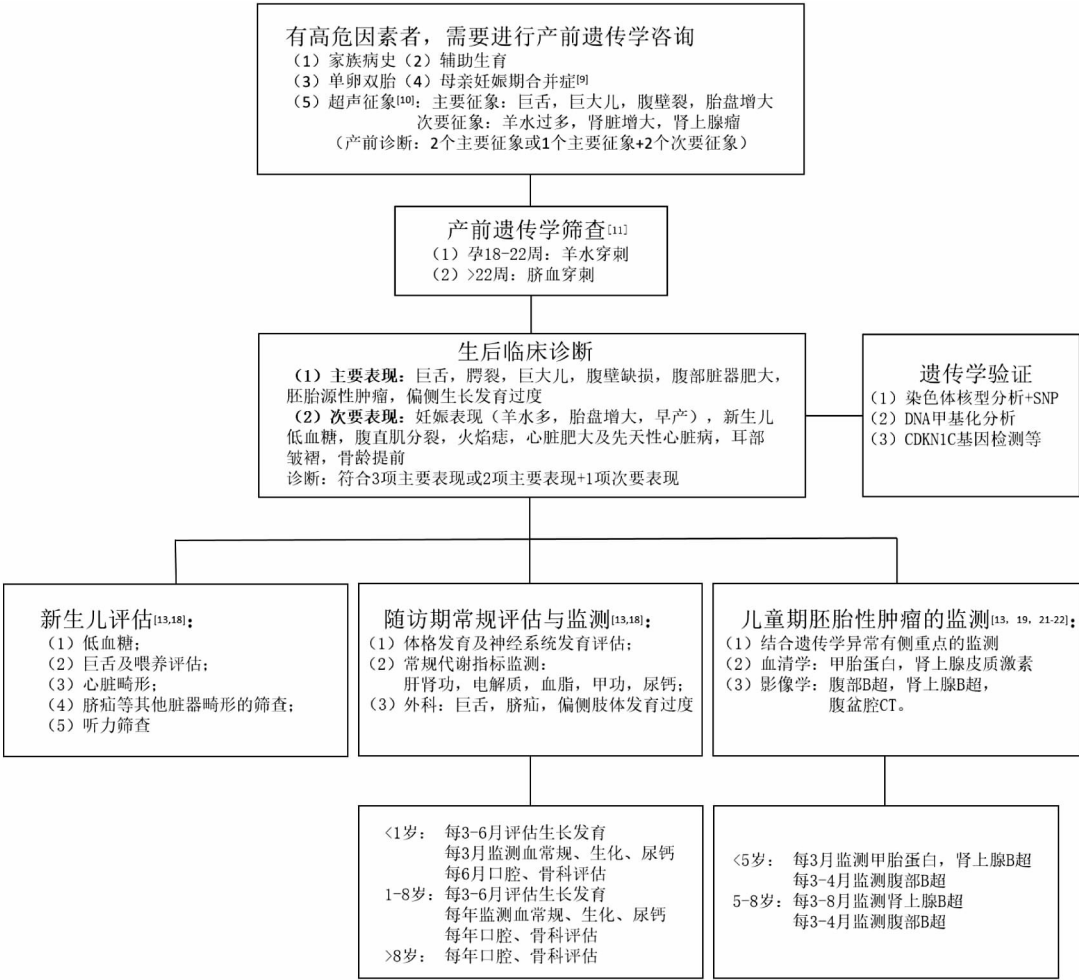 有高危因素者，需要进行产前遗传学咨询
（1）家族病史（2）辅助生育
（3）单卵双胎（4）母亲妊娠期合并症[9]
（5）超声征象[10]：主要征象：巨舌，巨大儿，腹壁裂，胎盘增大
次要征象：羊水过多，肾脏增大，肾上腺瘤
（产前诊断：2个主要征象或1个主要征象+2个次要征象）
产前遗传学筛查[11]
（1）孕18-22周：羊水穿刺
（2）>22周：脐血穿刺
生后临床诊断
（1）主要表现：巨舌，腭裂，巨大儿，腹壁缺损，腹部脏器肥大，
胚胎源性肿瘤，偏侧生长发育过度
（2）次要表现：妊娠表现（羊水多，胎盘增大，早产），新生儿
低血糖，腹直肌分裂，火焰痣，心脏肥大及先天性心脏病，耳部
皱褶，骨龄提前
诊断：符合3项主要表现或2项主要表现+1项次要表现
遗传学验证
（1）染色体核型分析+SNP
（2）DNA甲基化分析
（3）CDKN1C基因检测等
新生儿评估[13,18]：
（1）低血糖；
（2）巨舌及喂养评估；
（3）心脏畸形；
（4）脐疝等其他脏器畸形的筛查；
（5）听力筛查
随访期常规评估与监测[13,18]：
（1）体格发育及神经系统发育评估；
（2）常规代谢指标监测：
肝肾功，电解质，血脂，甲功，尿钙；
（3）外科：巨舌，脐疝，偏侧肢体发育过度
儿童期胚胎性肿瘤的监测[13，19，21-22]：
（1）结合遗传学异常有侧重点的监测
（2）血清学：甲胎蛋白，肾上腺皮质激素
（3）影像学：腹部B超，肾上腺B超，
腹盆腔CT。
<1岁： 每3-6月评估生长发育
每3月监测血常规、生化、尿钙
每6月口腔、骨科评估
1-8岁：每3-6月评估生长发育
每年监测血常规、生化、尿钙
每年口腔、骨科评估
>8岁： 每年口腔、骨科评估
<5岁： 每3月监测甲胎蛋白，肾上腺B超
每3-4月监测腹部B超
5-8岁：每3-8月监测肾上腺B超
每3-4月监测腹部B超